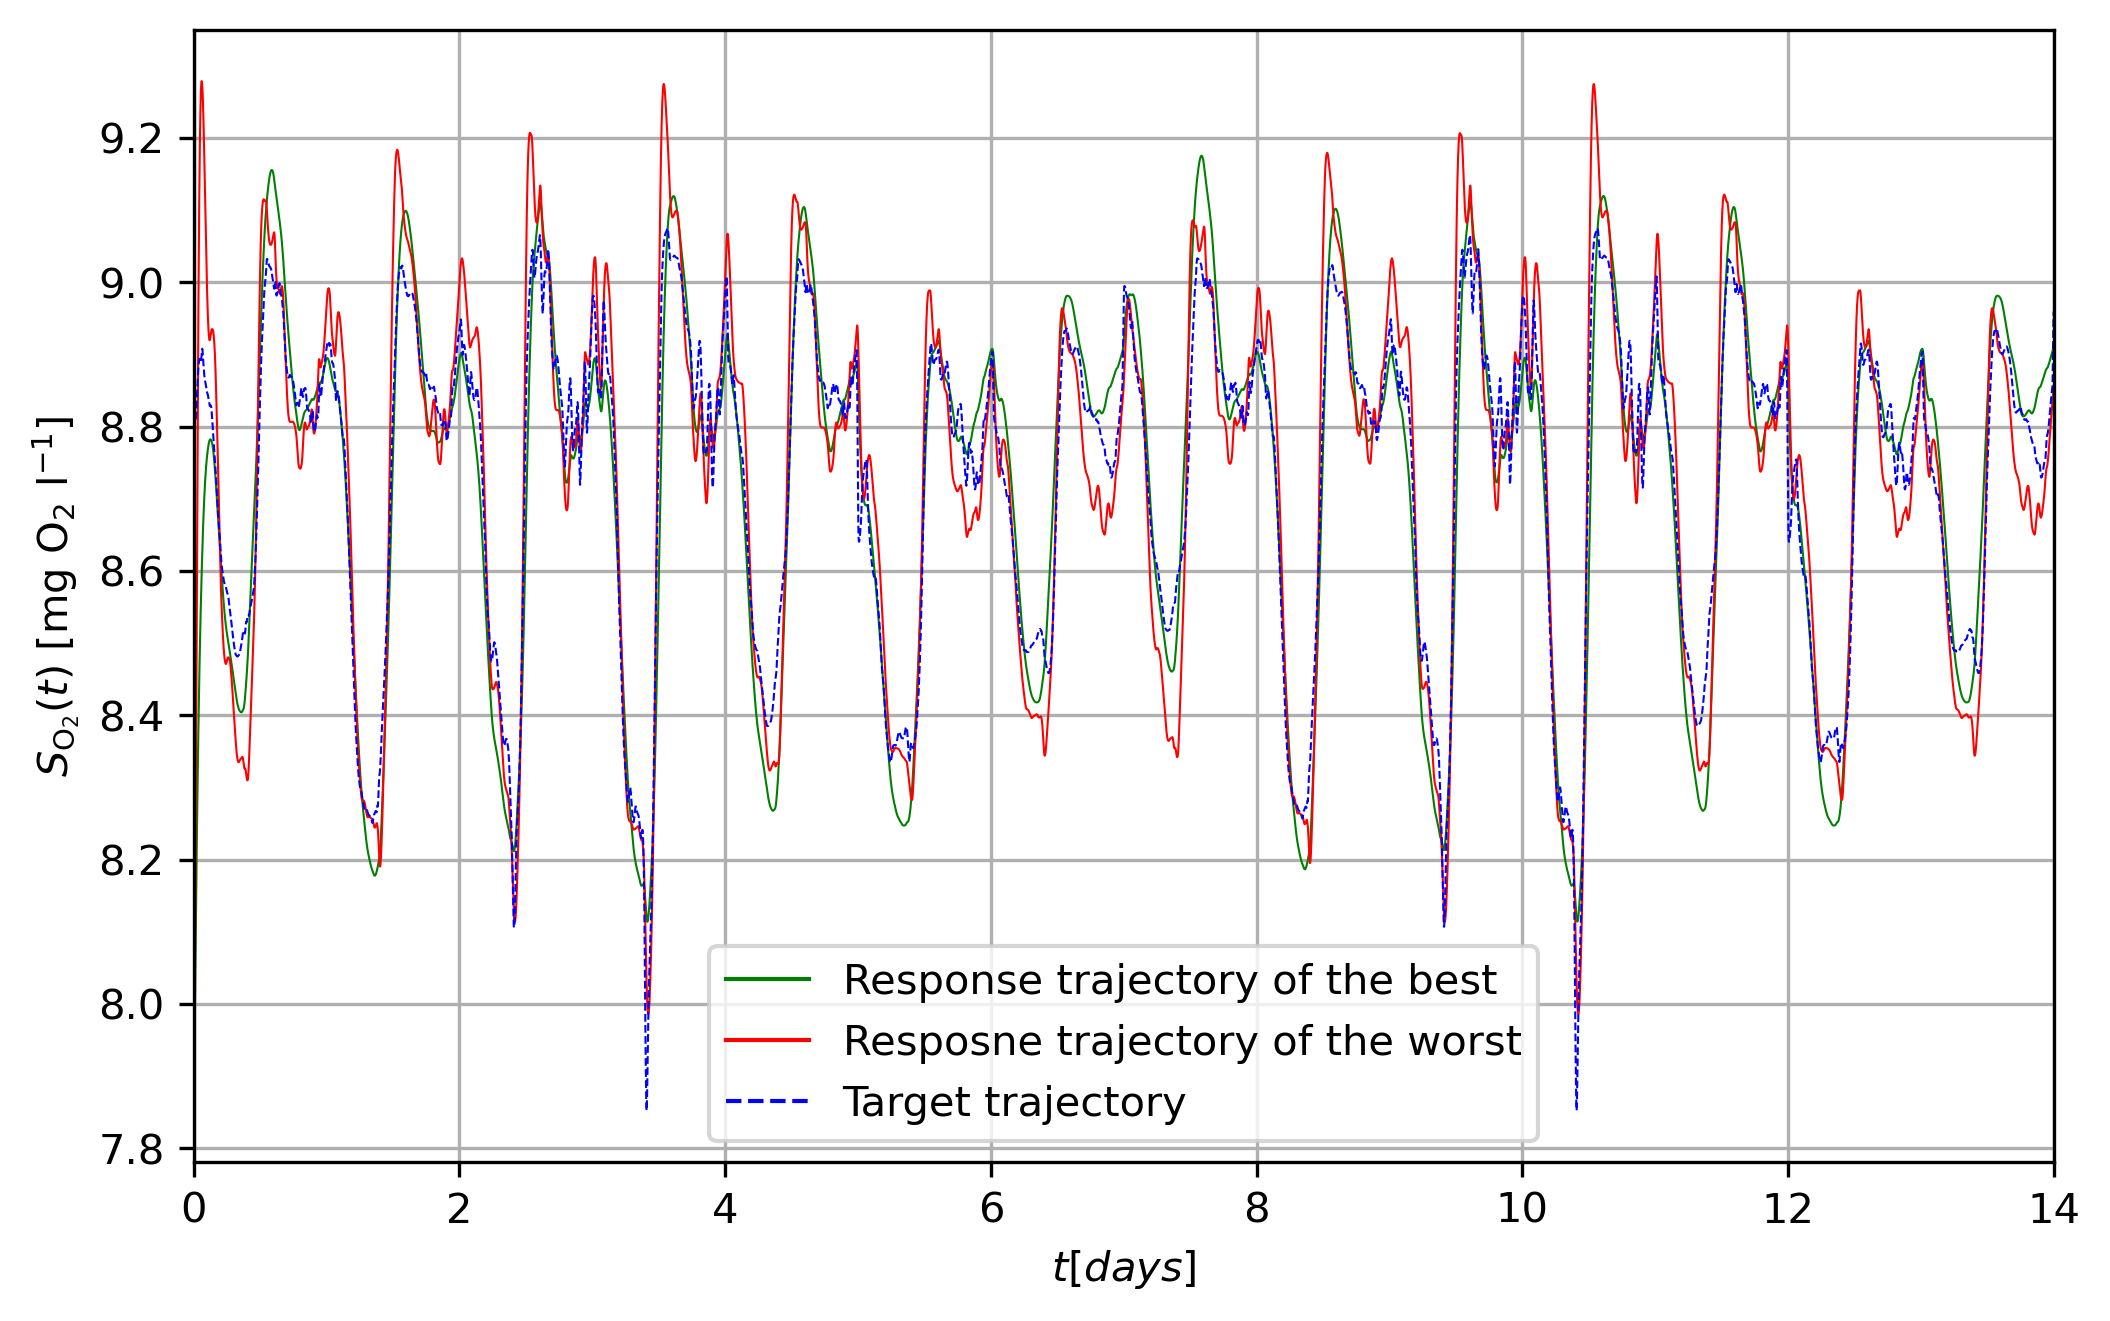 9.2
9.0
8.8
8.6
8.4
8.2
8.0
7.8
S_{O_2}(t) [mg O_2 l^{-1}]
Response trajectory of the best
Resposne trajectory of the worst
Target trajectory
0 2 4 6 8 10 12 14
t[days]